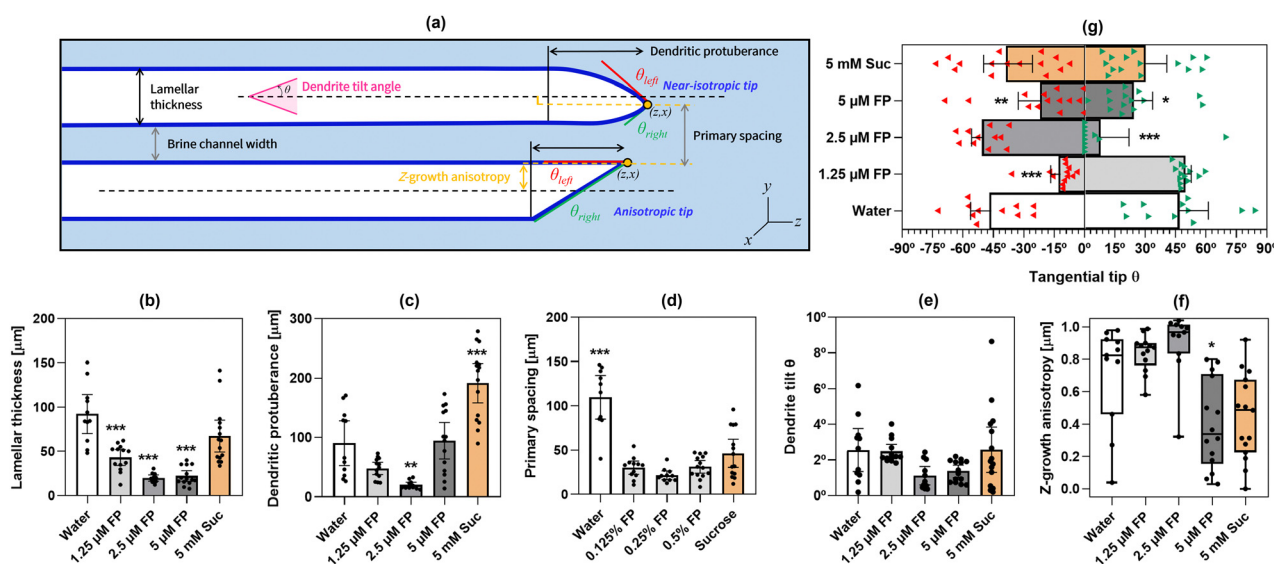 (a)
Dendritic protuberance
Lamellar thickness
θ
Dendrite tilt angle
θleft
Near-isotropic tip
(z,x)
θright
Brine channel width
Primary spacing
Z-growth anisotropy
θleft
(z,x)
θright
Anisotropic tip
y
z
x
(g)
5 mM Suc
5 µM FP
** *
2.5 µM FP
***
1.25 µM FP
***
Water
-90º -75º -60º -45º -30º -15º 0º 15º 30º 45º 60º 75º 90º
Tangential tip θ
(b)
Lamellar thickness [µm]
200
150
100
50
0
***
***
***
Water
1.25 µM FP
2.5 µM FP
5 µM FP
5 mM Suc
(c)
Dendritic protuberance [µm]
300
200
100
0
**
***
Water
1.25 µM FP
2.5 µM FP
5 µM FP
5 mM Suc
(d)
Primary spacing [µm]
200
150
100
50
0
***
Water
0.125% FP
0.25% FP
0.5% FP
Sucrose
(e)
Dendrite tilt θ
10º
8º
6º
4º
2º
0º
Water
1.25 µM FP
2.5 µM FP
5 µM FP
5 mM Suc
(f)
Z-growth anisotropy [µm]
1.0
0.8
0.6
0.4
0.2
0.0
*
Water
1.25 µM FP
2.5 µM FP
5 µM FP
5 mM Suc